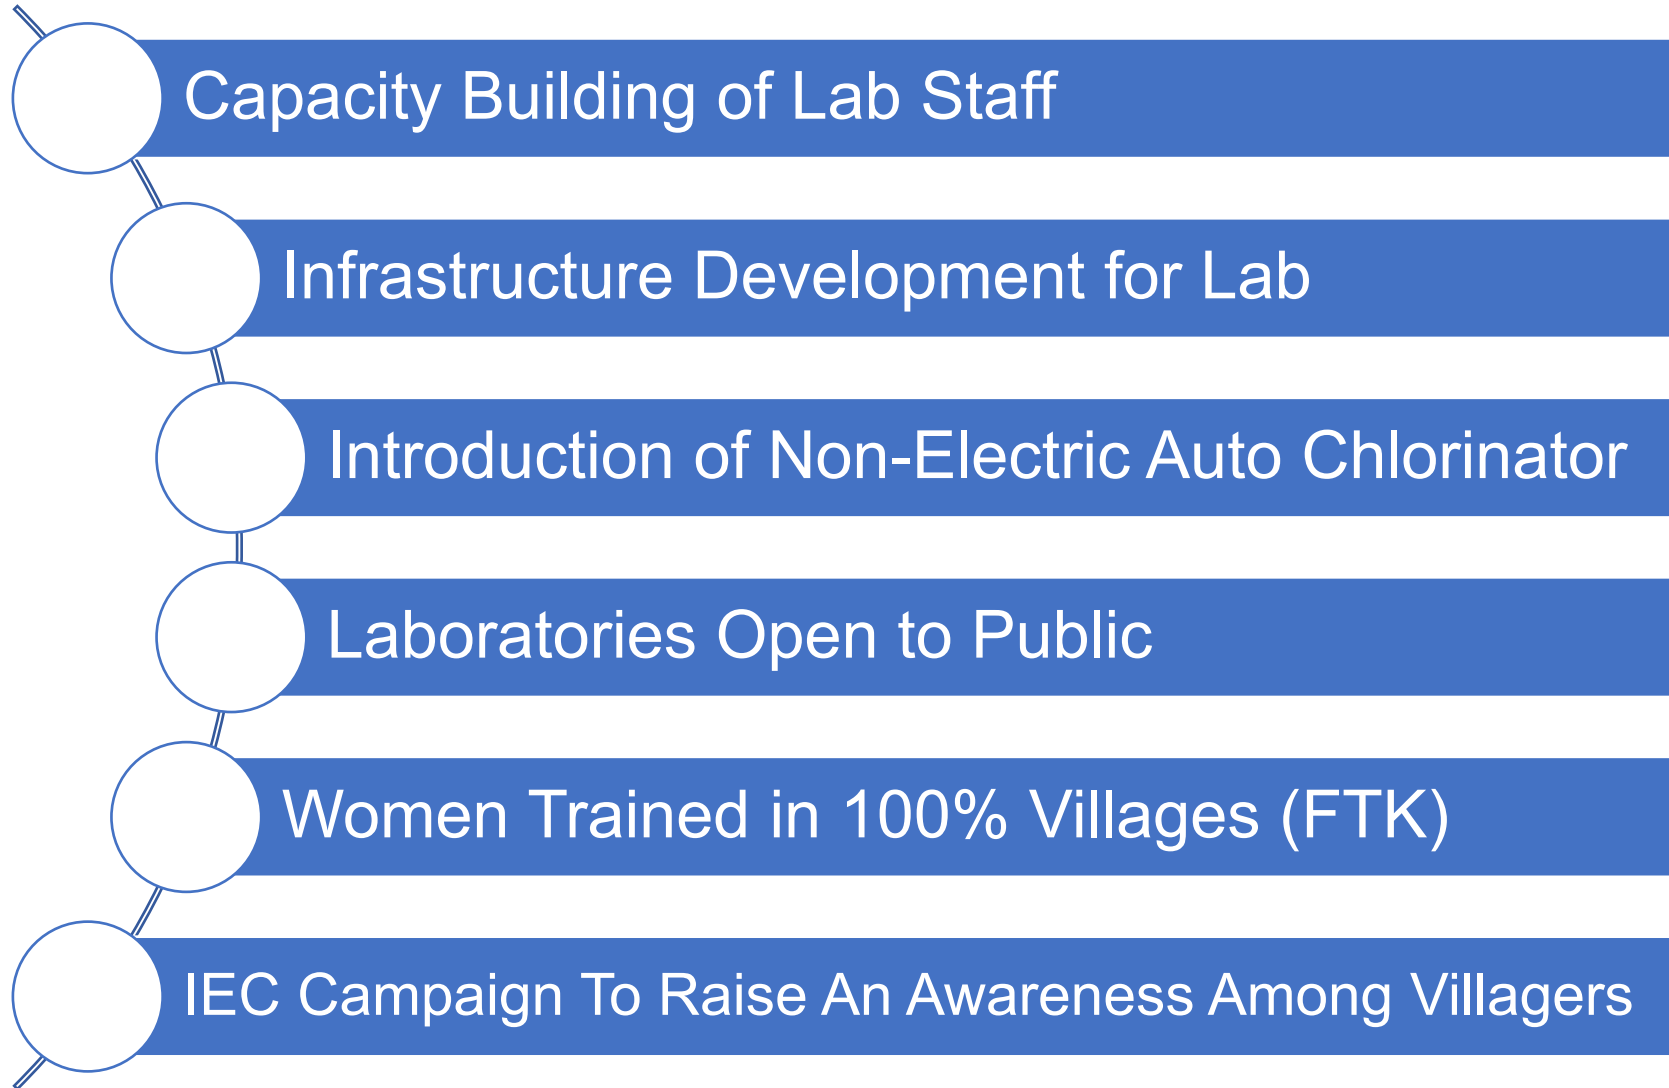 Capacity Building of Lab Staff
Infrastructure Development for Lab
Introduction of Non-Electric Auto Chlorinator
Laboratories Open to Public
Women Trained in 100% Villages (FTK)
IEC Campaign To Raise An Awareness Among Villagers